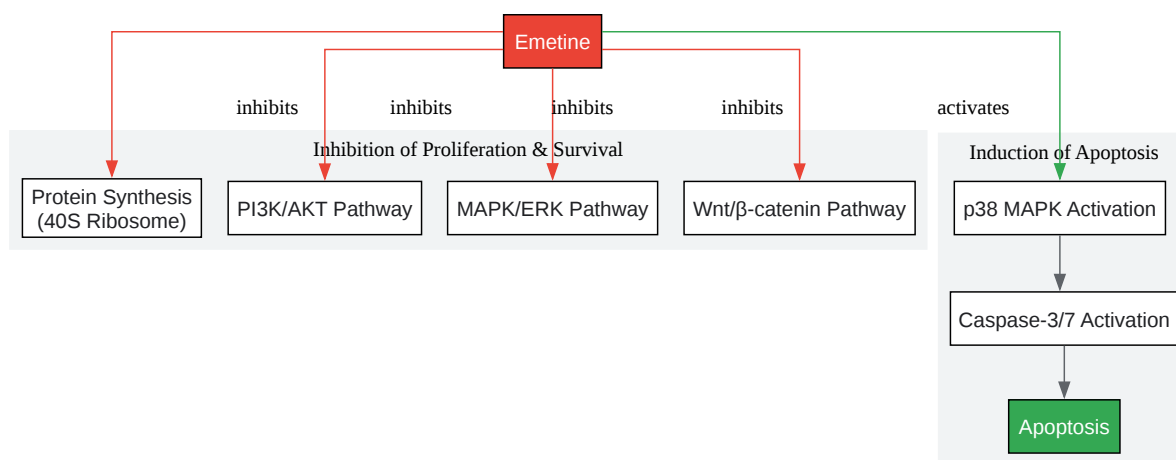 Emetine
inhibits
inhibits
inhibits
inhibits
activates
Inhibition of Proliferation & Survival
Induction of Apoptosis
Protein Synthesis
(40S Ribosome)
PI3K/AKT Pathway
MAPK/ERK Pathway
Wnt/β-catenin Pathway
p38 MAPK Activation
Caspase-3/7 Activation
Apoptosis